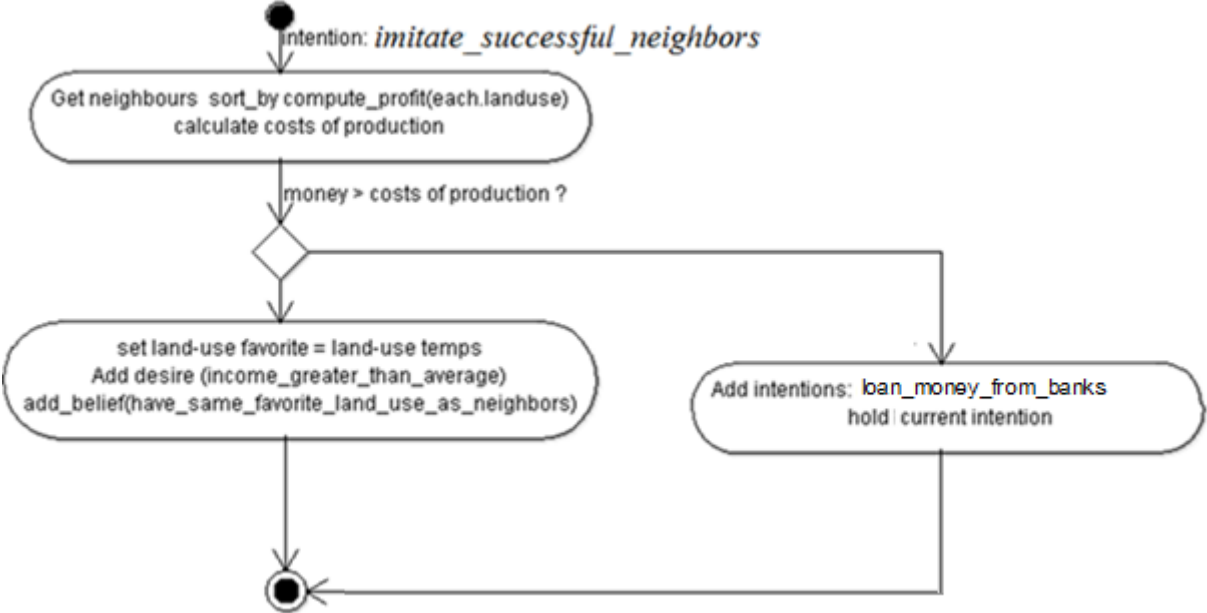 intention: imitate_successful_neighbors
Get neighbours sort_by compute_profit(each.landuse)
calculate costs of production
money > costs of production ?
set land-use favorite = land-use temps
Add desire (income_greater_than_average)
add_belief(have_same_favorite_land_use_as_neighbors)
Add intentions: loan_money_from_banks
hold current intention